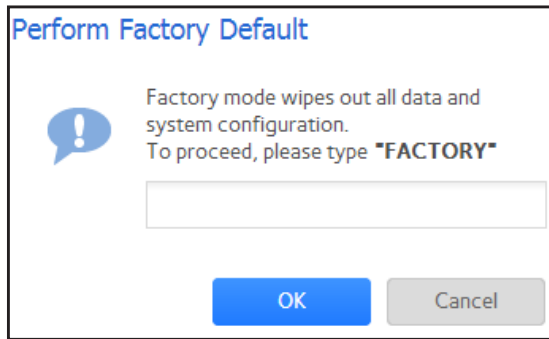 Perform Factory Default
Factory mode wipes out all data and
system configuration.
To proceed, please type "FACTORY"
OK
Cancel